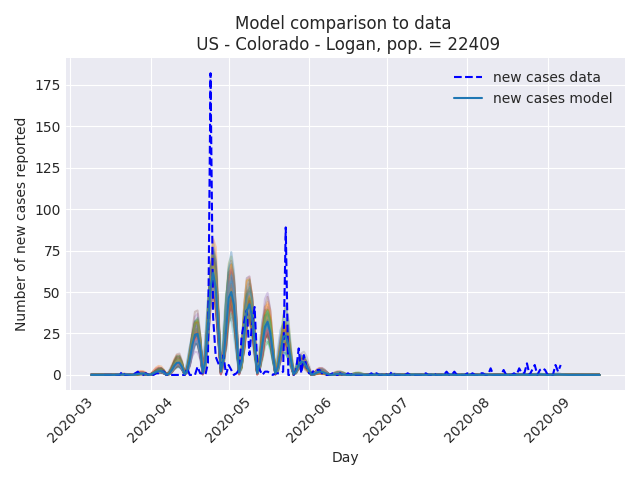 Model comparison to data
US - Colorado - Logan, pop. = 22409
new cases data
new cases model
Number of new cases reported
175
150
125
100
75
50
25
0
2020-03
2020-04
2020-05
2020-06
2020-07
2020-08
2020-09
Day